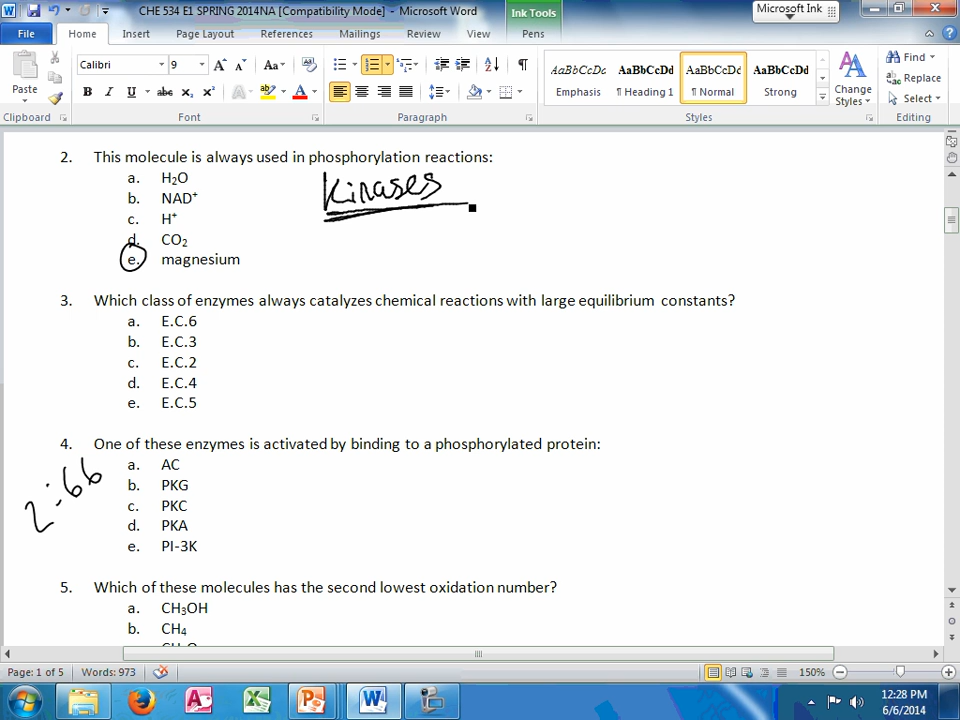 CHE 534 E1 SPRING 2014NA [Compatibility Mode] - Microsoft Word
Ink Tools
Microsoft Ink
File Home Insert Page Layout References Mailings Review View Pens
Calibri 9 Aa AaBbCcDc AaBbCcDd AaBbCcDc AaBbCcDd Find
Replace
Paste B I U abc x₂ x² A ab A Emphasis ¶ Heading 1 ¶ Normal Strong Change Styles Select
Clipboard Font Paragraph Styles Editing
2. This molecule is always used in phosphorylation reactions:
a. H₂O
Kinases
b. NAD⁺
c. H⁺
d. CO₂
e. magnesium
3. Which class of enzymes always catalyzes chemical reactions with large equilibrium constants?
a. E.C.6
b. E.C.3
c. E.C.2
d. E.C.4
e. E.C.5
4. One of these enzymes is activated by binding to a phosphorylated protein:
a. AC
b. PKG
c. PKC
d. PKA
e. PI-3K
2:66
5. Which of these molecules has the second lowest oxidation number?
a. CH₃OH
b. CH₄
Page: 1 of 5 Words: 973 150%
12:28 PM
6/6/2014